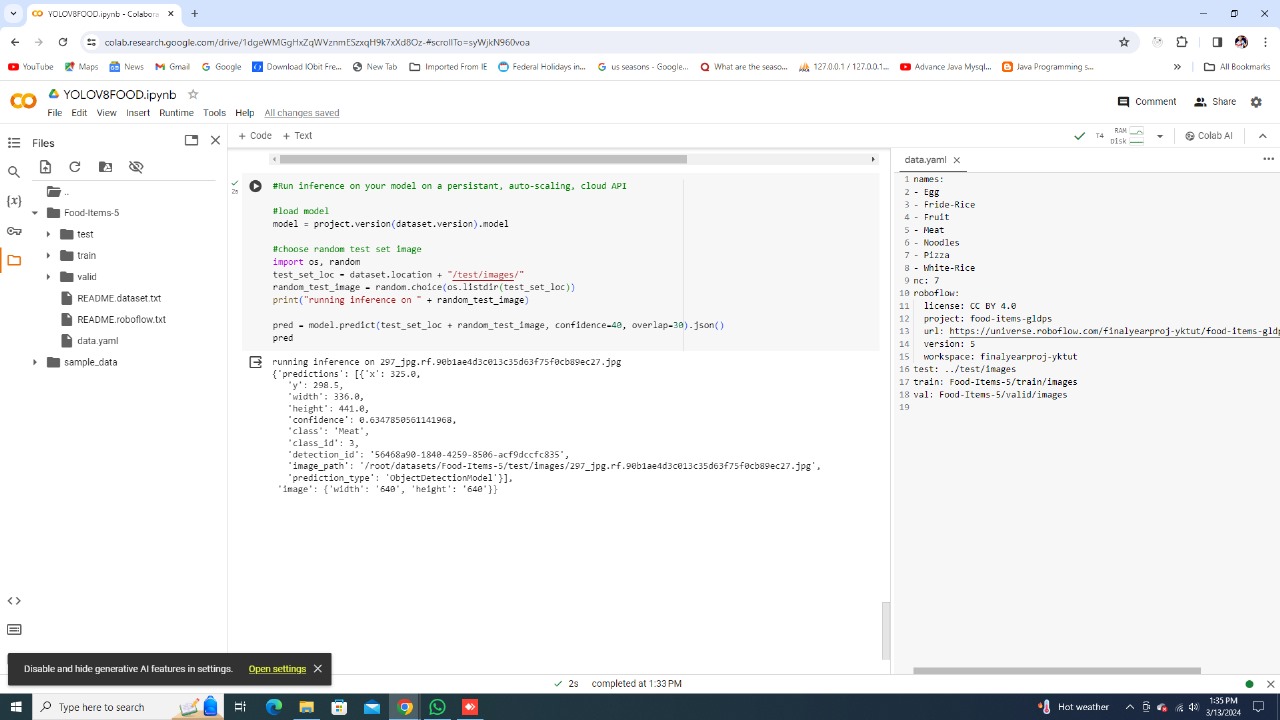 YOLOV8FOOD.ipynb - Colabora
colab.research.google.com/drive/1dgeWMGgHxZqWVznmESzxqH9k7xXd8Oz-#scrollTo=syWjkN960voa
YouTube Maps News Gmail Google Download IObit Fre... New Tab Imported From IE Federal Holidays in... us seasons - Google... What are the seaso... 127.0.0.1 / 127.0.0.1... Advance Java Mysql... Java Programming s... » All Bookmarks
CO YOLOV8FOOD.ipynb
File Edit View Insert Runtime Tools Help All changes saved
Comment Share
Files
+ Code + Text
T4 RAM Disk Colab AI
..
Food-Items-5
test
train
valid
README.dataset.txt
README.roboflow.txt
data.yaml
sample_data
{x}
2s
#Run inference on your model on a persistant, auto-scaling, cloud API
#load model
model = project.version(dataset.version).model
#choose random test set image
import os, random
test_set_loc = dataset.location + "/test/images/"
random_test_image = random.choice(os.listdir(test_set_loc))
print("running inference on " + random_test_image)
pred = model.predict(test_set_loc + random_test_image, confidence=40, overlap=30).json()
pred
running inference on 297_jpg.rf.90b1ae4d3c013c35d63f75f0cb89ec27.jpg
{'predictions': [{'x': 325.0,
'y': 298.5,
'width': 336.0,
'height': 441.0,
'confidence': 0.6347850561141968,
'class': 'Meat',
'class_id': 3,
'detection_id': '56468a90-1840-4259-8506-acf9dccfc835',
'image_path': '/root/datasets/Food-Items-5/test/images/297_jpg.rf.90b1ae4d3c013c35d63f75f0cb89ec27.jpg',
'prediction_type': 'ObjectDetectionModel'}],
'image': {'width': '640', 'height': '640'}}
data.yaml
1 names:
2 - Egg
3 - Fride-Rice
4 - Fruit
5 - Meat
6 - Noodles
7 - Pizza
8 - White-Rice
9 nc: 7
10 roboflow:
11 license: CC BY 4.0
12 project: food-items-gldps
13 url: https://universe.roboflow.com/finalyearproj-yktut/food-items-gldp
14 version: 5
15 workspace: finalyearproj-yktut
16 test: ../test/images
17 train: Food-Items-5/train/images
18 val: Food-Items-5/valid/images
19
Disable and hide generative AI features in settings. Open settings
2s completed at 1:33 PM
Type here to search
Hot weather
1:35 PM
3/13/2024